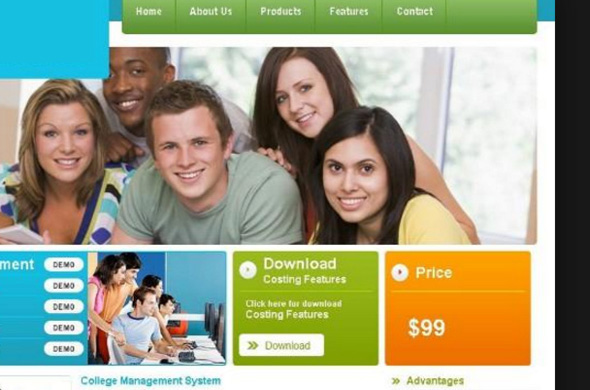 Home About Us Products Features Contact
ment DEMO
DEMO
DEMO
DEMO
DEMO
Download
Costing Features
Click here for download
Costing Features
Download
Price
$99
College Management System
Advantages